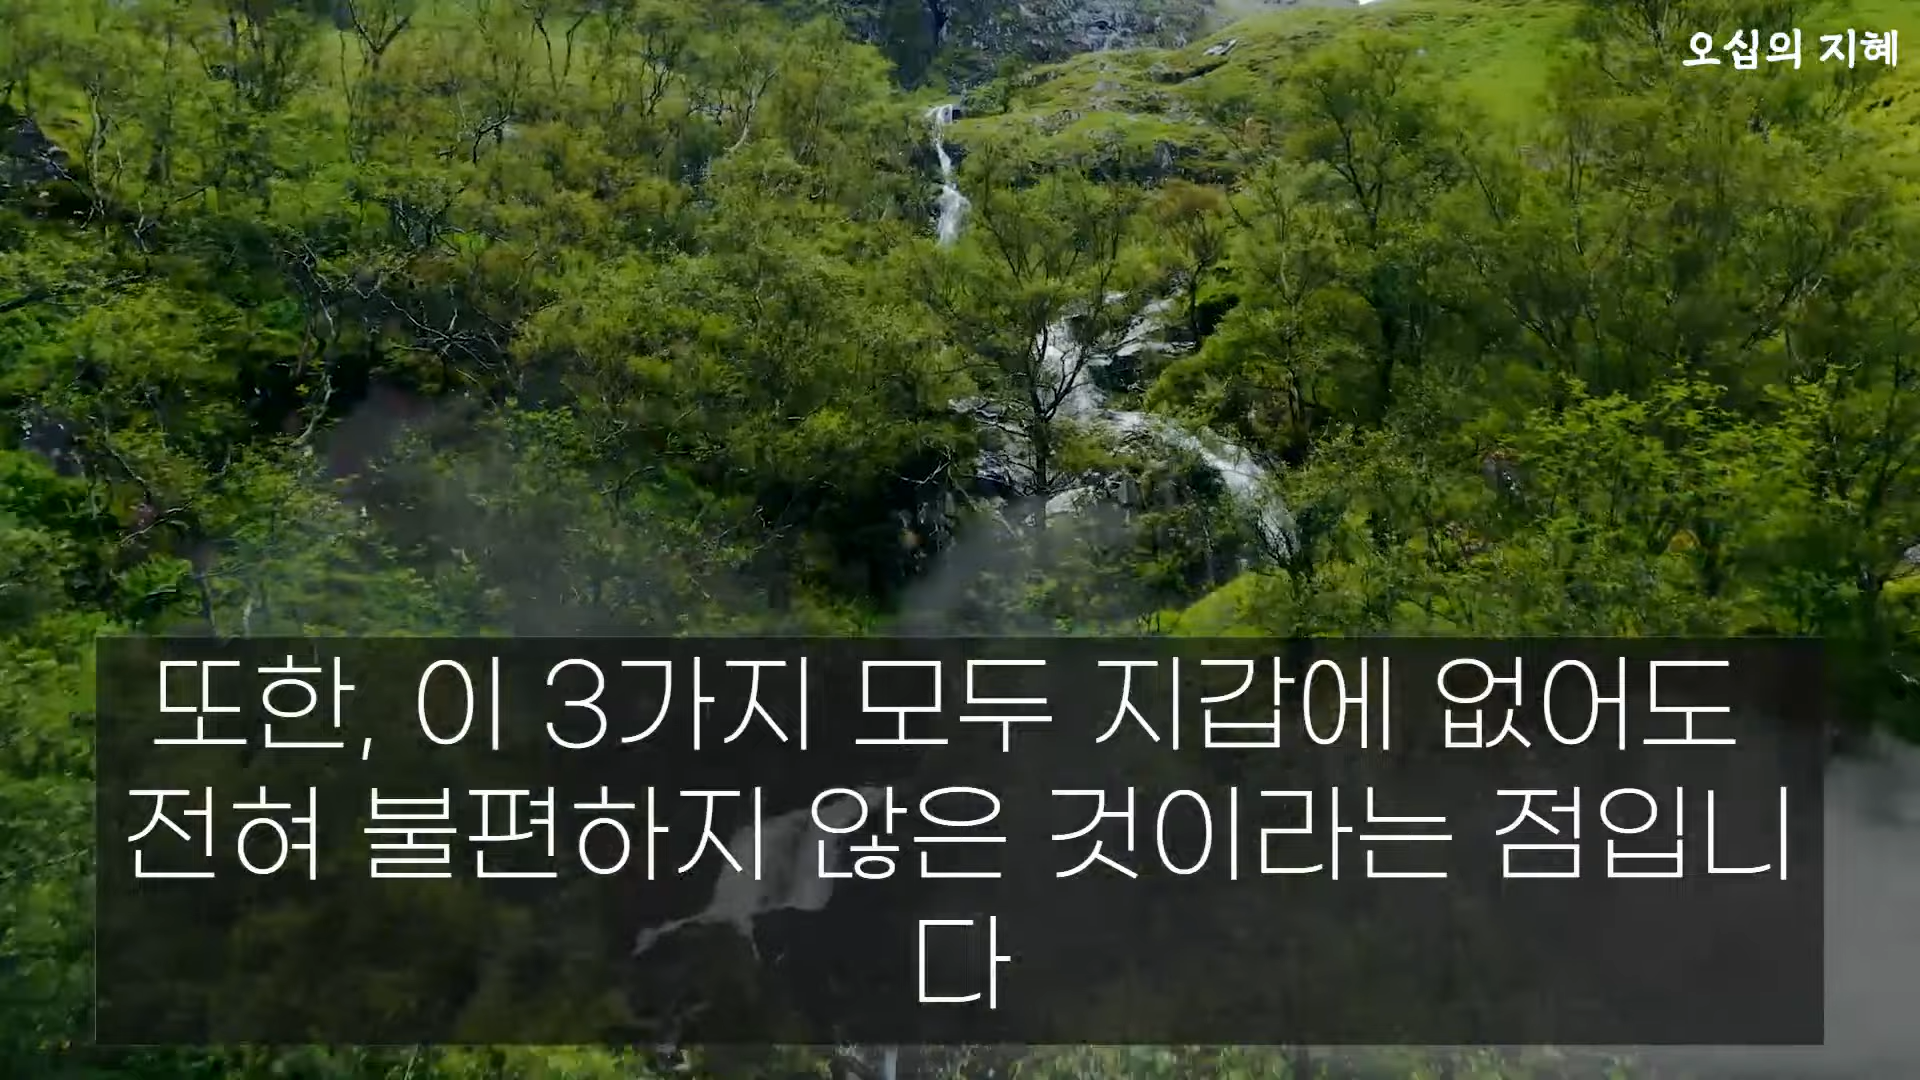 오십의 지혜
또한, 이 3가지 모두 지갑에 없어도
전혀 불편하지 않은 것이라는 점입니
다